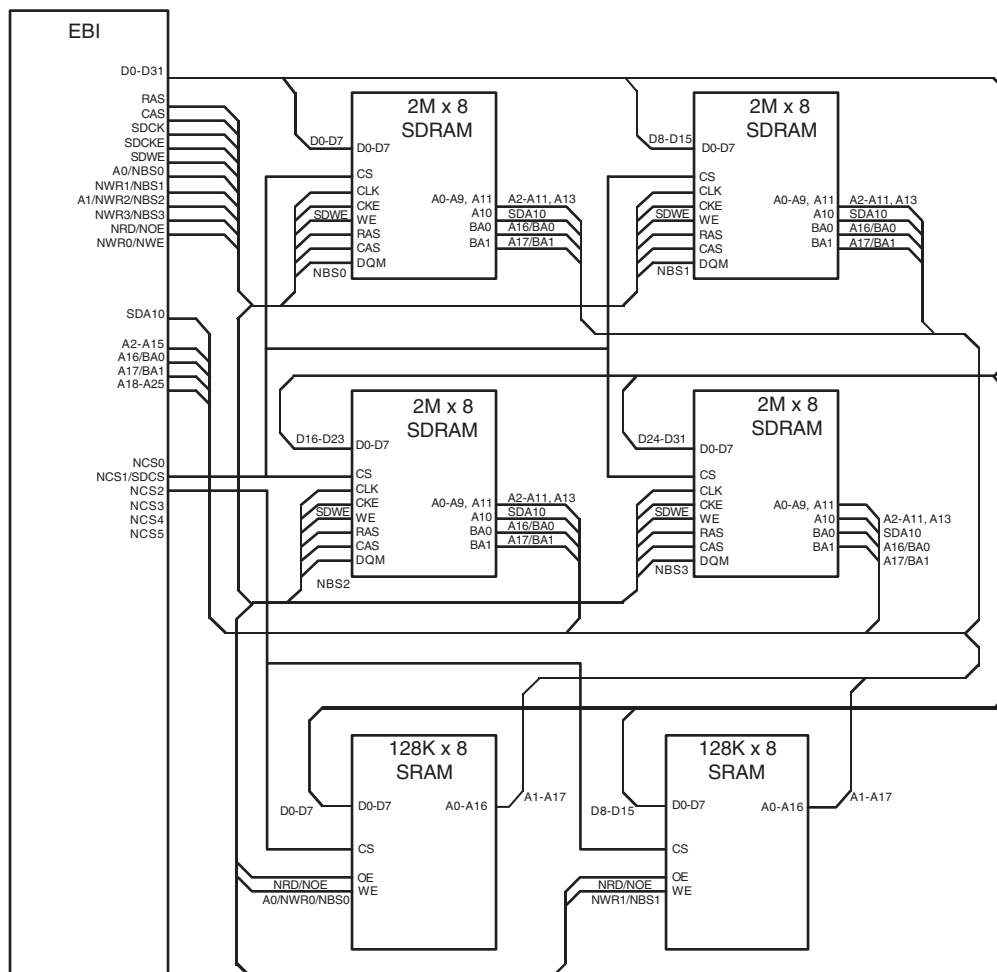 EBI
D0-D31
RAS
CAS
SDCK
SDCKE
SDWE
A0/NBS0
NWR1/NBS1
A1/NWR2/NBS2
NWR3/NBS3
NRD/NOE
NWR0/NWE
SDA10
A2-A15
A16/BA0
A17/BA1
A18-A25
NCS0
NCS1/SDCS
NCS2
NCS3
NCS4
NCS5
2M x 8
SDRAM
D0-D7
D0-D7
CS
CLK
CKE
SDWE
WE
RAS
CAS
DQM
NBS0
A0-A9, A11
A10
BA0
BA1
A2-A11, A13
SDA10
A16/BA0
A17/BA1
2M x 8
SDRAM
D8-D15
D0-D7
CS
CLK
CKE
SDWE
WE
RAS
CAS
DQM
NBS1
A0-A9, A11
A10
BA0
BA1
A2-A11, A13
SDA10
A16/BA0
A17/BA1
2M x 8
SDRAM
D16-D23
D0-D7
CS
CLK
CKE
SDWE
WE
RAS
CAS
DQM
NBS2
A0-A9, A11
A10
BA0
BA1
A2-A11, A13
SDA10
A16/BA0
A17/BA1
2M x 8
SDRAM
D24-D31
D0-D7
CS
CLK
CKE
SDWE
WE
RAS
CAS
DQM
NBS3
A0-A9, A11
A10
BA0
BA1
A2-A11, A13
SDA10
A16/BA0
A17/BA1
128K x 8
SRAM
D0-D7
D0-D7
CS
OE
NRD/NOE
WE
A0/NWR0/NBS0
A0-A16
A1-A17
128K x 8
SRAM
D8-D15
D0-D7
CS
OE
NRD/NOE
WE
NWR1/NBS1
A0-A16
A1-A17